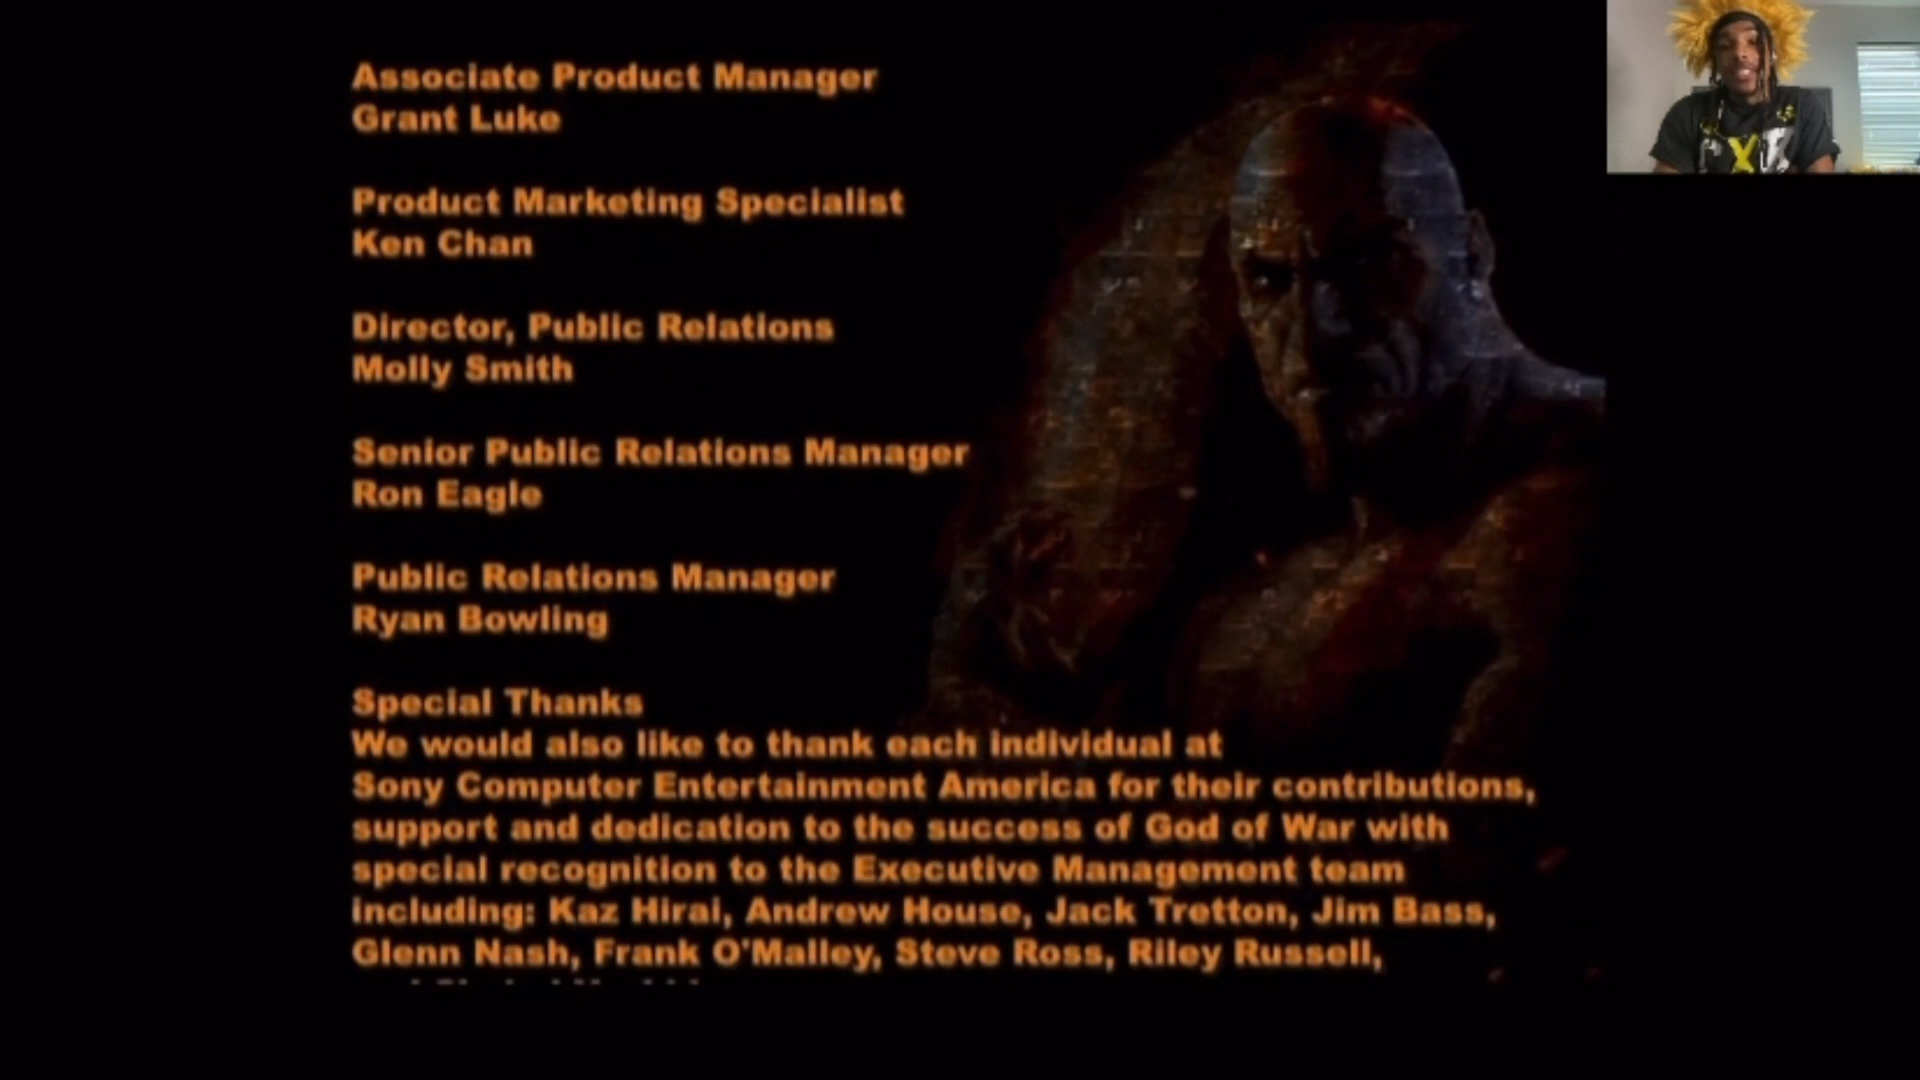 Associate Product Manager
Grant Luke
Product Marketing Specialist
Ken Chan
Director, Public Relations
Molly Smith
Senior Public Relations Manager
Ron Eagle
Public Relations Manager
Ryan Bowling
Special Thanks
We would also like to thank each individual at
Sony Computer Entertainment America for their contributions,
support and dedication to the success of God of War with
special recognition to the Executive Management team
including: Kaz Hirai, Andrew House, Jack Tretton, Jim Bass,
Glenn Nash, Frank O'Malley, Steve Ross, Riley Russell,